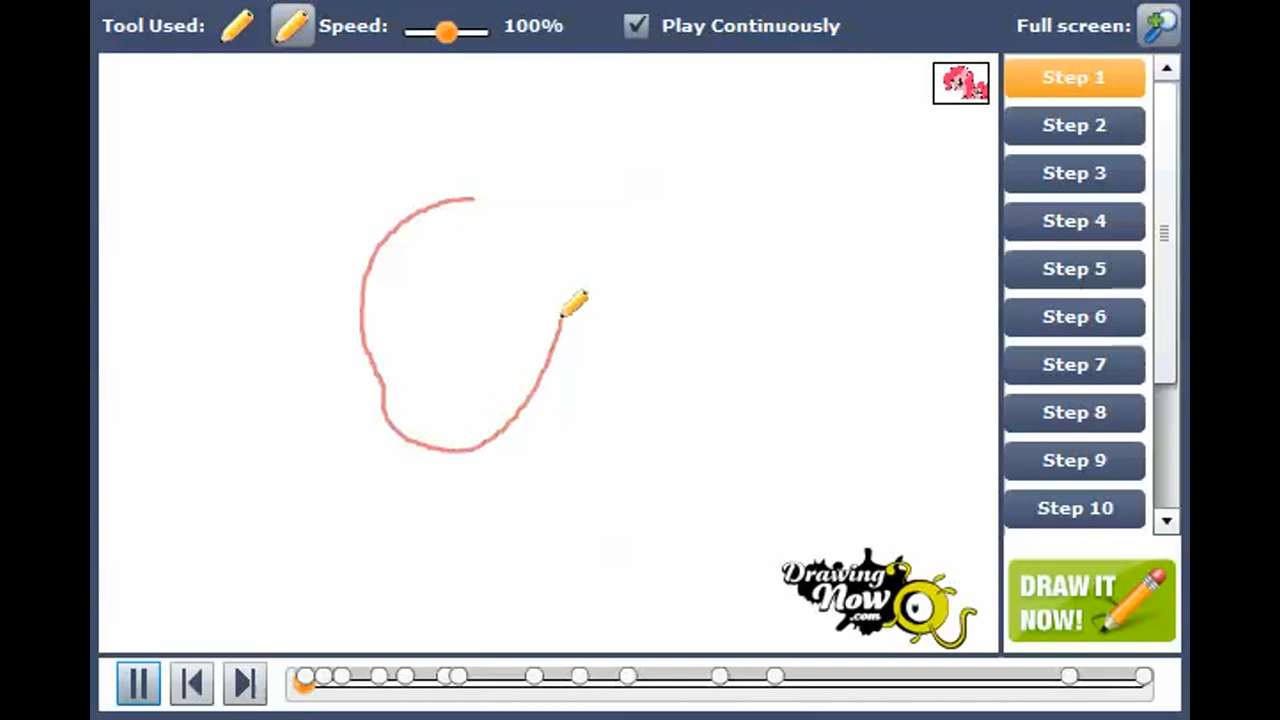 Tool Used: Speed: 100% Play Continuously Full screen:
Step 1
Step 2
Step 3
Step 4
Step 5
Step 6
Step 7
Step 8
Step 9
Step 10
Drawing
Now
.com
DRAW IT
NOW!